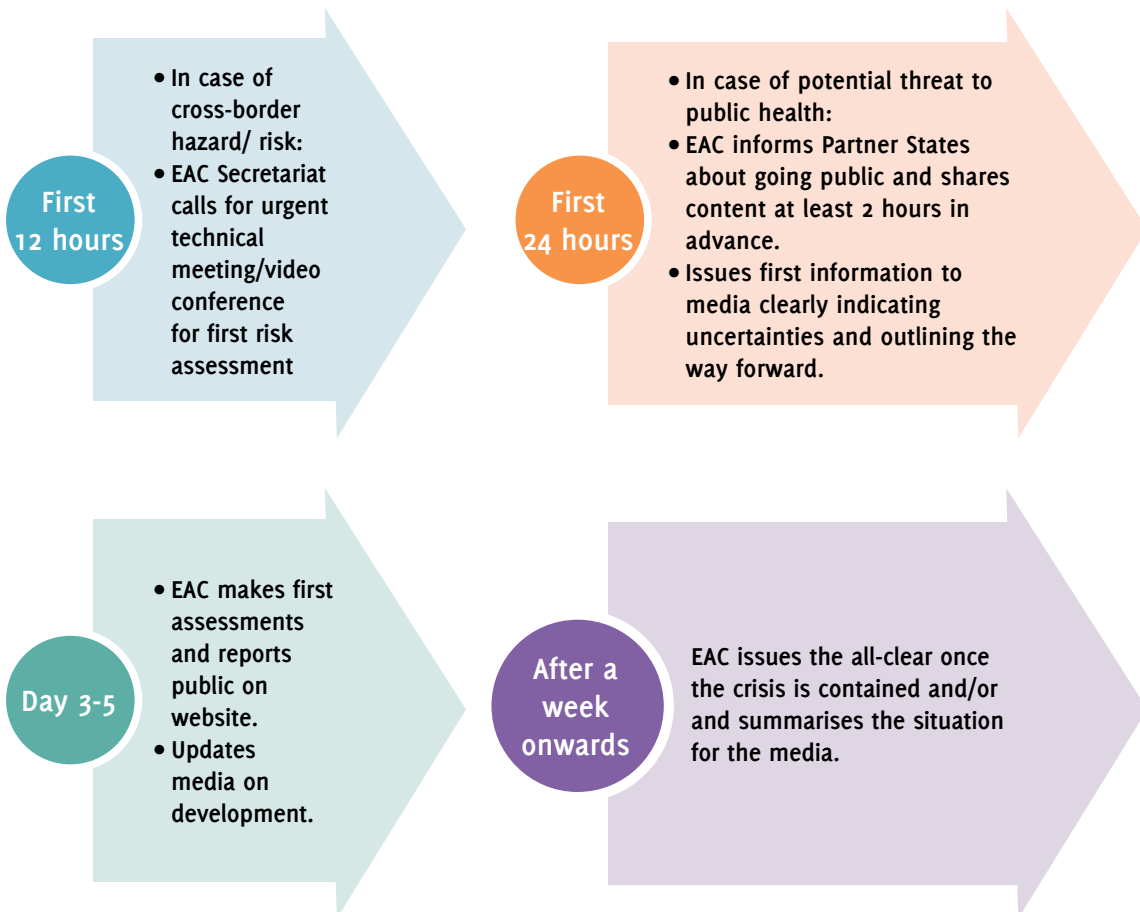 First
12 hours
• In case of
cross-border
hazard/ risk:
• EAC Secretariat
calls for urgent
technical
meeting/video
conference
for first risk
assessment
First
24 hours
• In case of potential threat to
public health:
• EAC informs Partner States
about going public and shares
content at least 2 hours in
advance.
• Issues first information to
media clearly indicating
uncertainties and outlining the
way forward.
Day 3-5
• EAC makes first
assessments
and reports
public on
website.
• Updates
media on
development.
After a
week
onwards
EAC issues the all-clear once
the crisis is contained and/or
and summarises the situation
for the media.